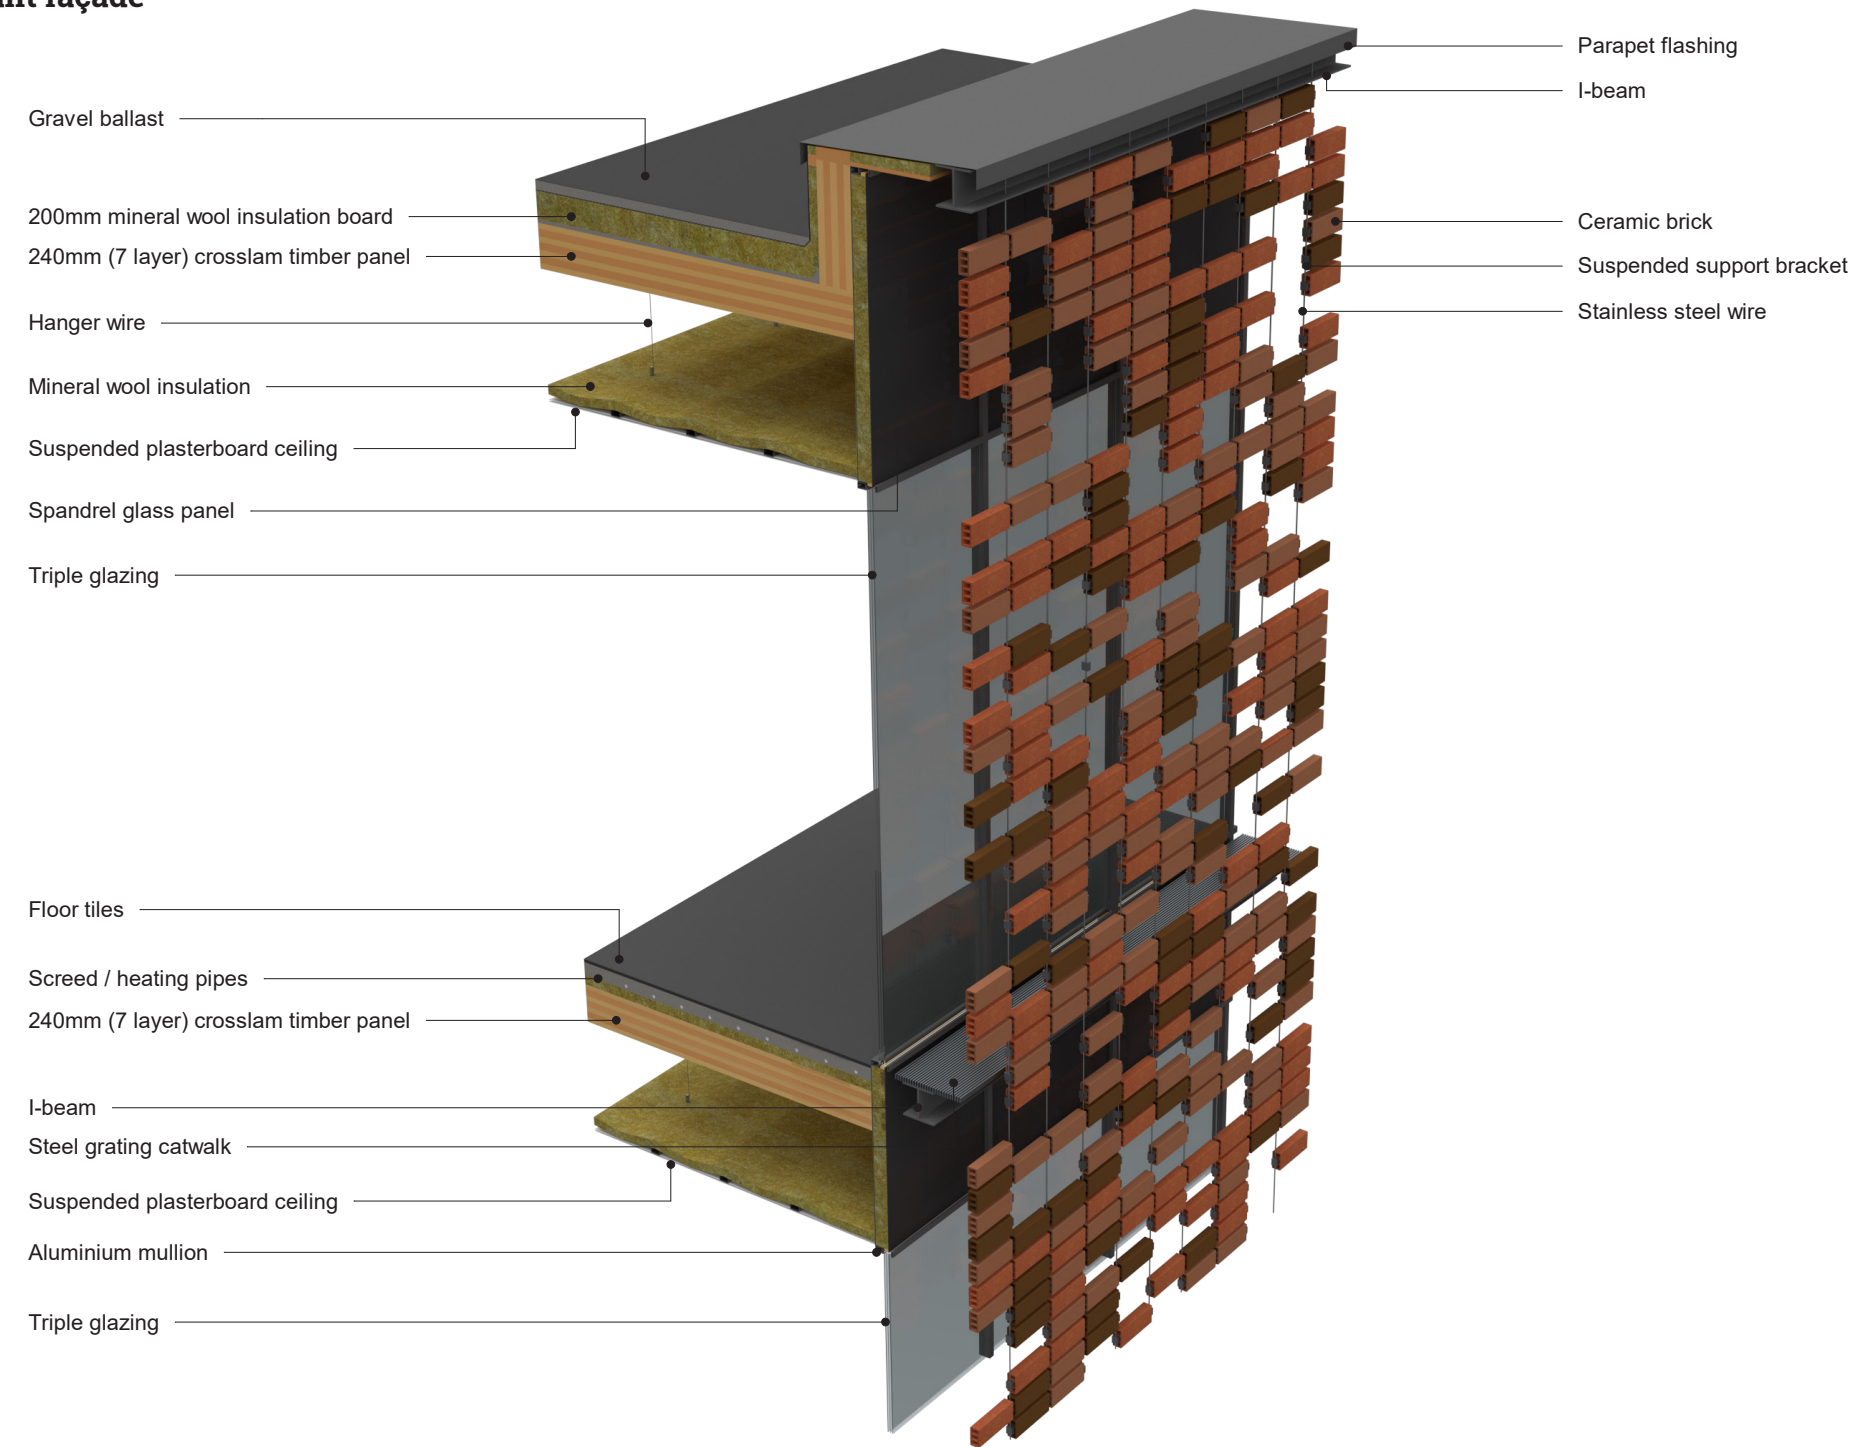 façade
Gravel ballast
200mm mineral wool insulation board
240mm (7 layer) crosslam timber panel
Hanger wire
Mineral wool insulation
Suspended plasterboard ceiling
Spandrel glass panel
Triple glazing
Floor tiles
Screed / heating pipes
240mm (7 layer) crosslam timber panel
I-beam
Steel grating catwalk
Suspended plasterboard ceiling
Aluminium mullion
Triple glazing
Parapet flashing
I-beam
Ceramic brick
Suspended support bracket
Stainless steel wire